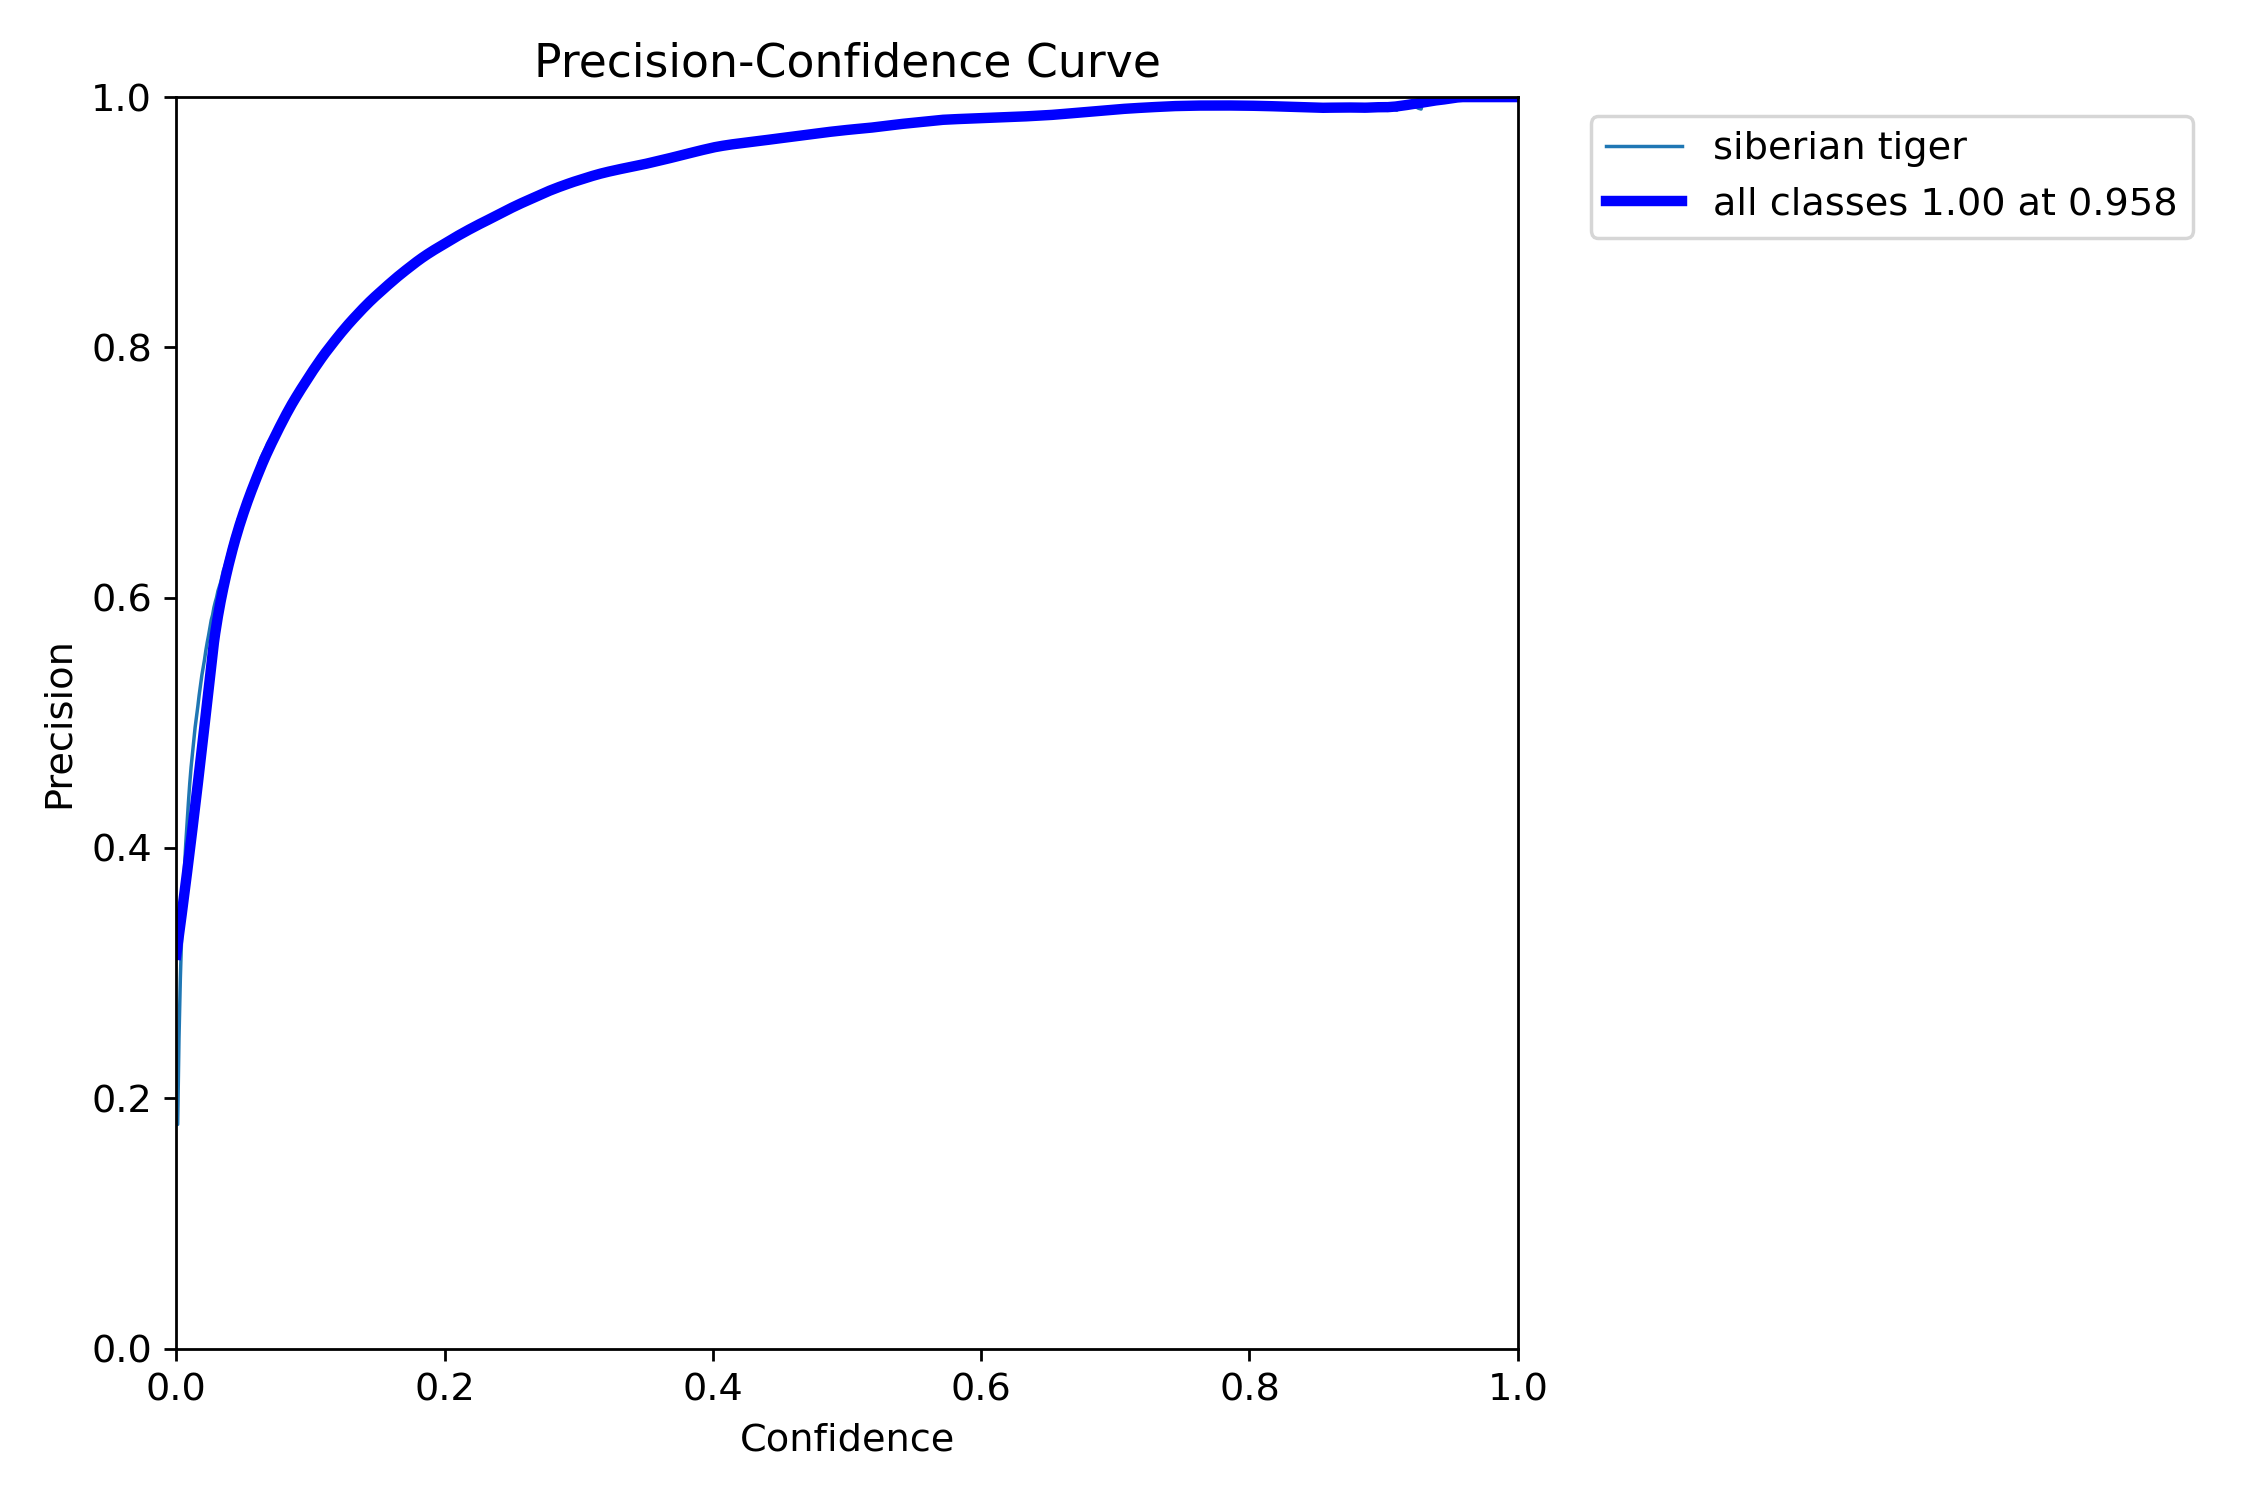 Precision-Confidence Curve
1.0
0.8
0.6
0.4
0.2
0.0
Precision
0.0 0.2 0.4 0.6 0.8 1.0
Confidence
siberian tiger
all classes 1.00 at 0.958